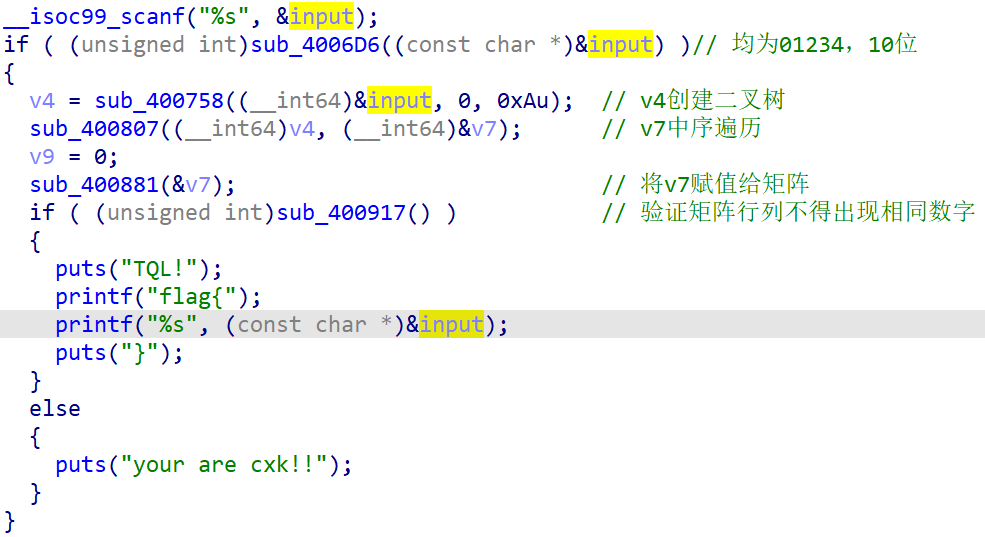 __isoc99_scanf("%s", &input);
if ( (unsigned int)sub_4006D6((const char *)&input) )// 均为01234，10位
{
  v4 = sub_400758((__int64)&input, 0, 0xAu);  // v4创建二叉树
  sub_400807((__int64)v4, (__int64)&v7);      // v7中序遍历
  v9 = 0;
  sub_400881(&v7);                            // 将v7赋值给矩阵
  if ( (unsigned int)sub_400917() )           // 验证矩阵行列不得出现相同数字
  {
    puts("TQL!");
    printf("flag{");
    printf("%s", (const char *)&input);
    puts("}");
  }
  else
  {
    puts("your are cxk!!");
  }
}